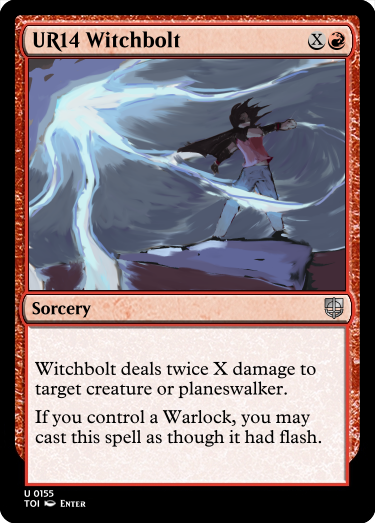 UR14 Witchbolt
X
Sorcery
Witchbolt deals twice X damage to
target creature or planeswalker.
If you control a Warlock, you may
cast this spell as though it had flash.
U 0155
TOI Enter